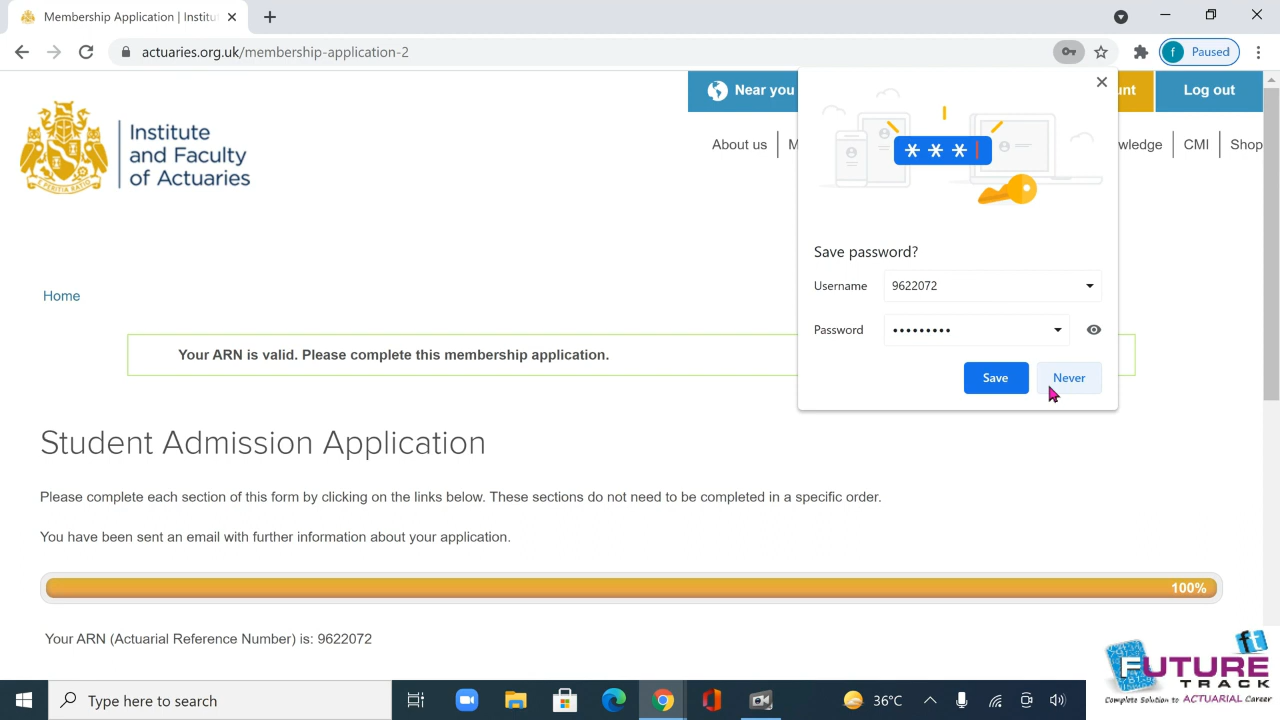 Membership Application | Institu
actuaries.org.uk/membership-application-2
f Paused
Near you
unt
Log out
Institute
and Faculty
of Actuaries
About us
M
wledge
CMI
Shop
* * *
Save password?
Username 9622072
Password •••••••••
Save Never
Home
Your ARN is valid. Please complete this membership application.
Student Admission Application
Please complete each section of this form by clicking on the links below. These sections do not need to be completed in a specific order.
You have been sent an email with further information about your application.
100%
Your ARN (Actuarial Reference Number) is: 9622072
ft
FUTURE
TRACK
Complete Solution to ACTUARIAL Career
Type here to search
36°C